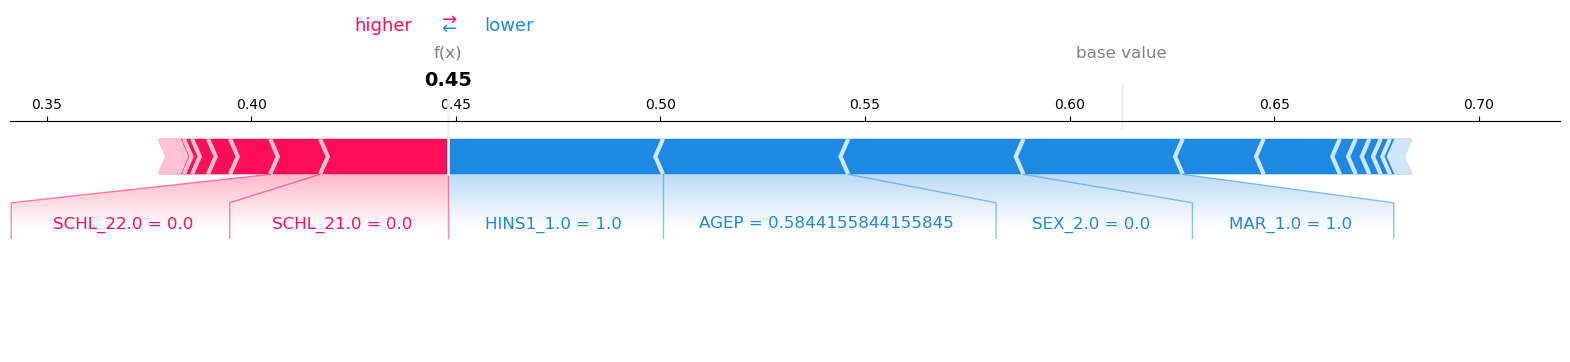 higher ⇄ lower
f(x) base value
0.45
0.35 0.40 0.45 0.50 0.55 0.60 0.65 0.70
SCHL_22.0 = 0.0 SCHL_21.0 = 0.0 HINS1_1.0 = 1.0 AGEP = 0.5844155844155845 SEX_2.0 = 0.0 MAR_1.0 = 1.0